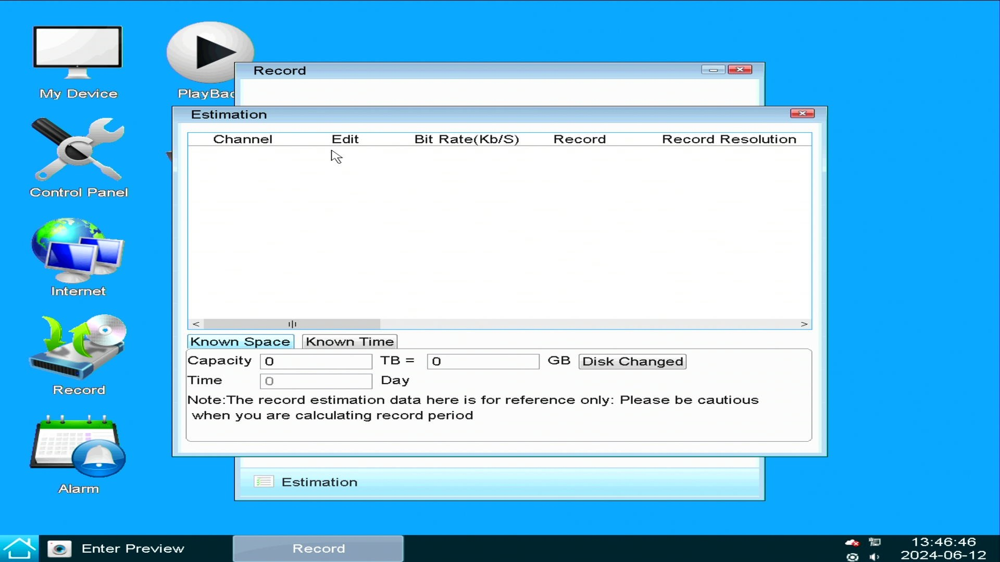 My Device
PlayBac
Control Panel
Internet
Record
Alarm
Record
Estimation
Channel Edit Bit Rate(Kb/S) Record Record Resolution
< >
Known Space Known Time
Capacity 0 TB = 0 GB Disk Changed
Time 0 Day
Note:The record estimation data here is for reference only: Please be cautious
when you are calculating record period
Estimation
Enter Preview Record 13:46:46
2024-06-12